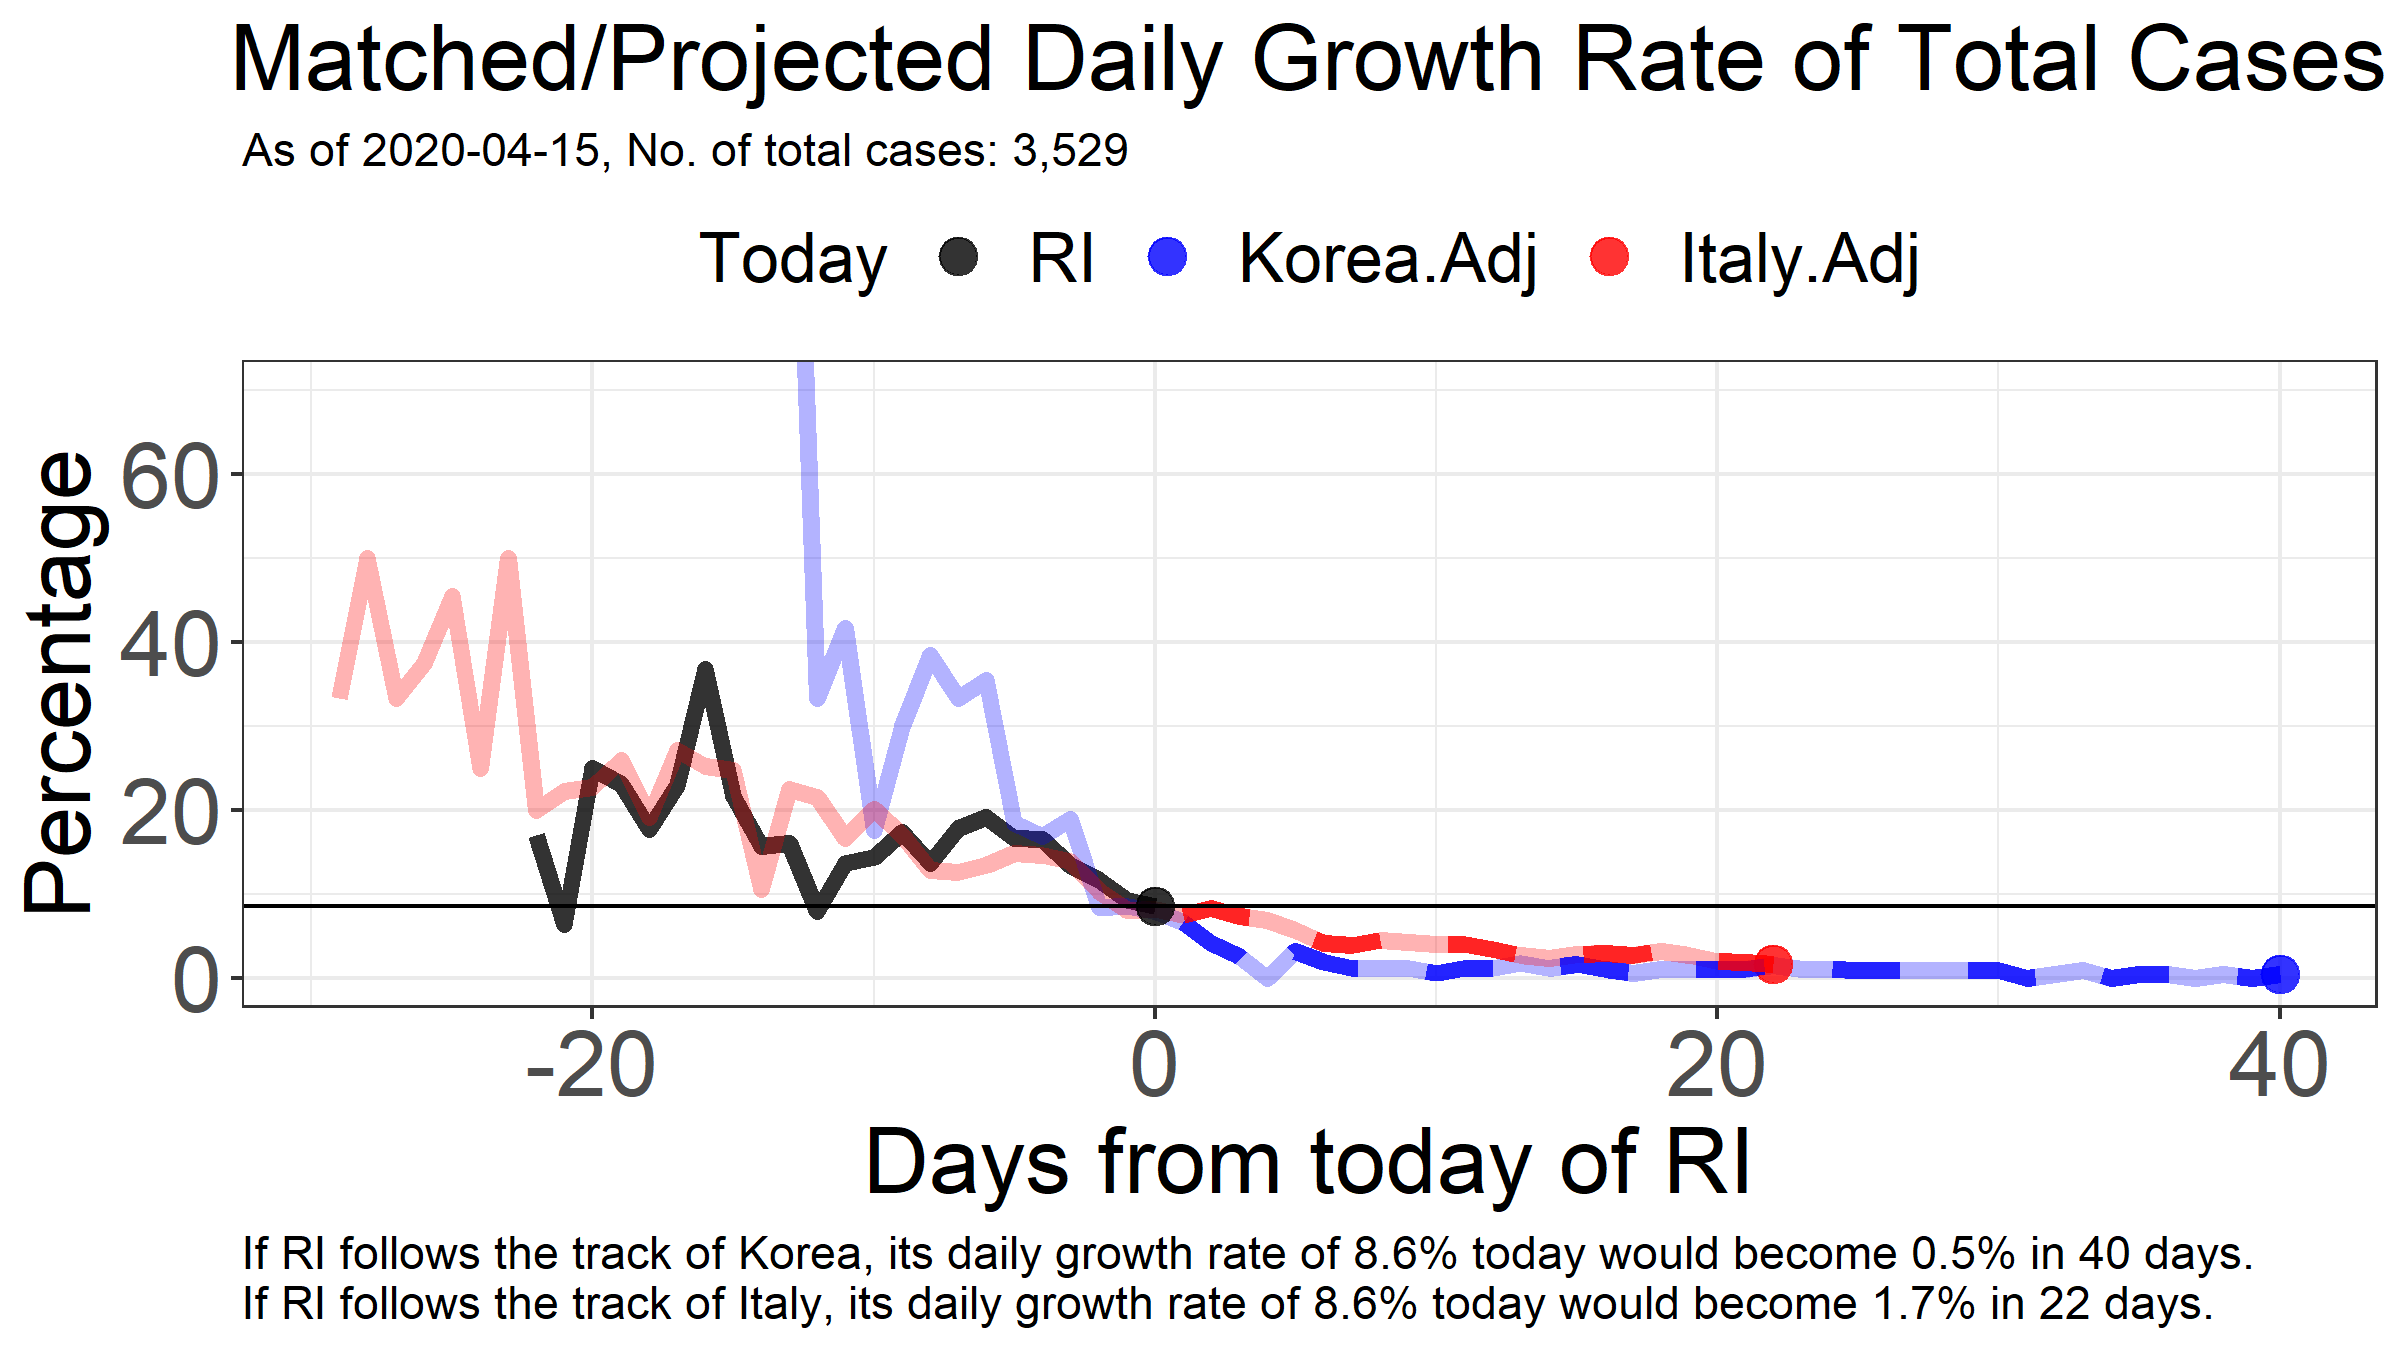 Matched/Projected Daily Growth Rate of Total Cases
As of 2020-04-15, No. of total cases: 3,529
Today RI Korea.Adj Italy.Adj
Percentage
60
40
20
0
-20 0 20 40
Days from today of RI
If RI follows the track of Korea, its daily growth rate of 8.6% today would become 0.5% in 40 days.
If RI follows the track of Italy, its daily growth rate of 8.6% today would become 1.7% in 22 days.